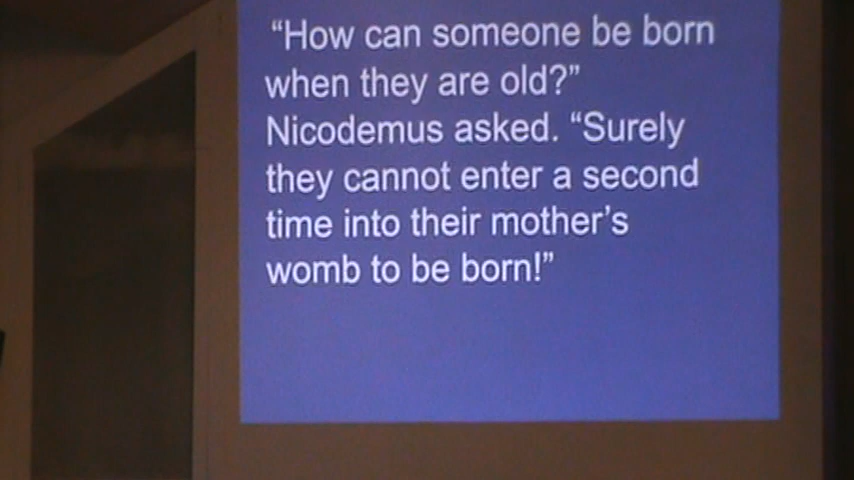 “How can someone be born
when they are old?”
Nicodemus asked. “Surely
they cannot enter a second
time into their mother’s
womb to be born!”